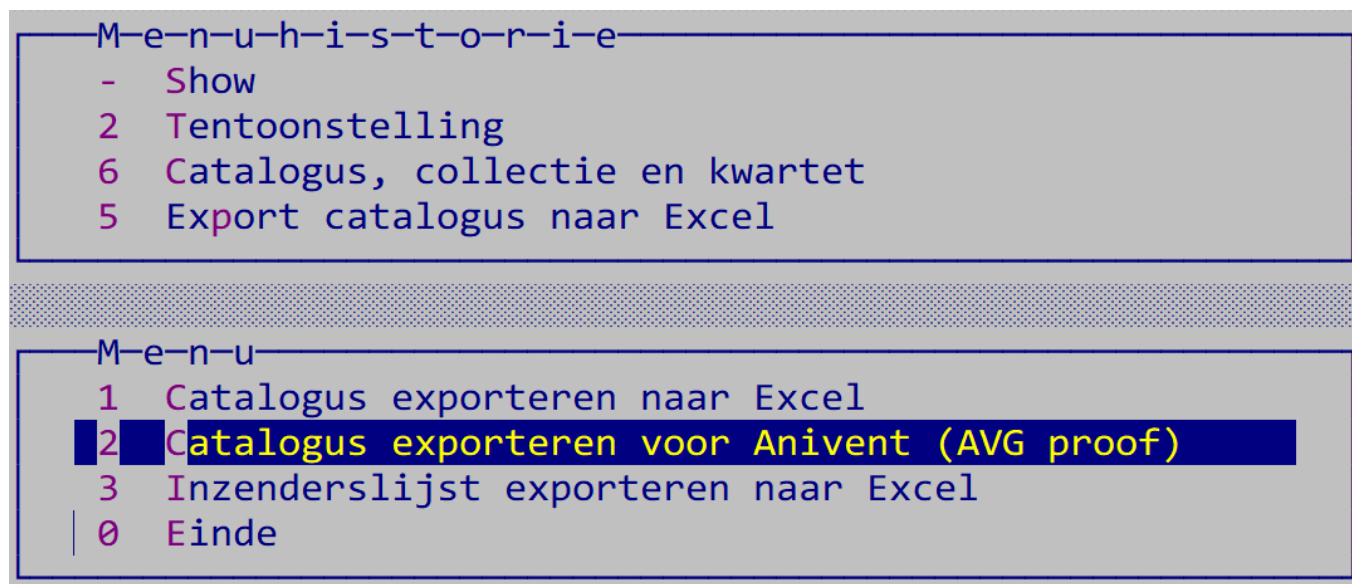 M-e-n-u-h-i-s-t-o-r-i-e
- Show
2 Tentoonstelling
6 Catalogus, collectie en kwartet
5 Export catalogus naar Excel
M-e-n-u
1 Catalogus exporteren naar Excel
2 Catalogus exporteren voor Anivent (AVG proof)
3 Inzenderslijst exporteren naar Excel
0 Einde